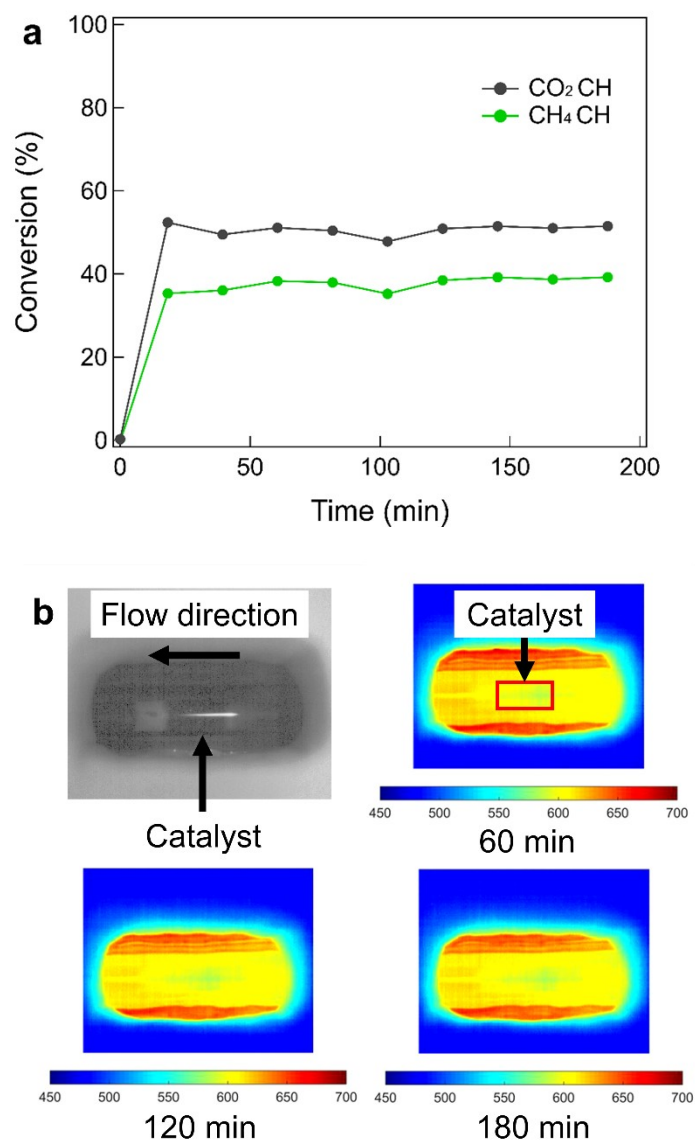 a
100
80
60
40
20
0
Conversion (%)
CO₂ CH
CH₄ CH
0 50 100 150 200
Time (min)
b
Flow direction
Catalyst
Catalyst
450 500 550 600 650 700
60 min
450 500 550 600 650 700
120 min
450 500 550 600 650 700
180 min